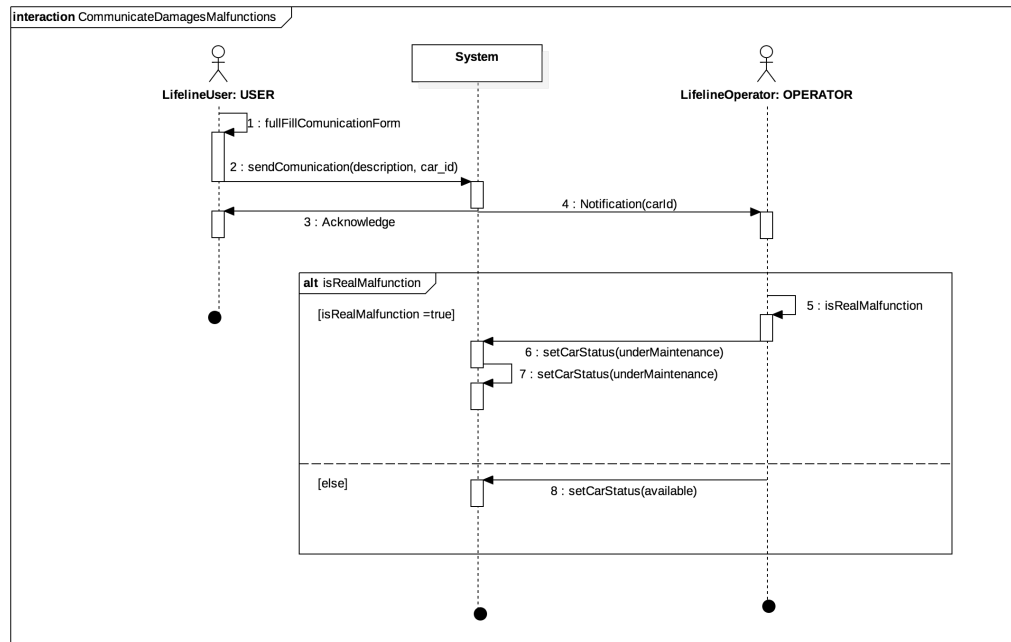 interaction CommunicateDamagesMalfunctions
System
LifelineUser: USER
LifelineOperator: OPERATOR
1 : fullFillComunicationForm
2 : sendComunication(description, car_id)
4 : Notification(carId)
3 : Acknowledge
alt isRealMalfunction
5 : isRealMalfunction
[isRealMalfunction =true]
6 : setCarStatus(underMaintenance)
7 : setCarStatus(underMaintenance)
[else]
8 : setCarStatus(available)